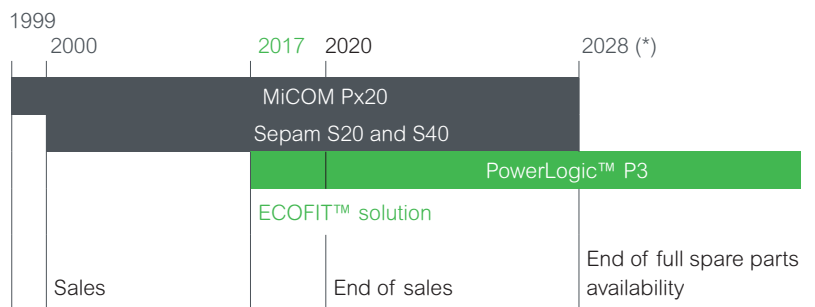 1999
2000
2017
2020
2028 (*)
MiCOM Px20
Sepam S20 and S40
PowerLogic™ P3
ECOFIT™ solution
Sales
End of sales
End of full spare parts
availability